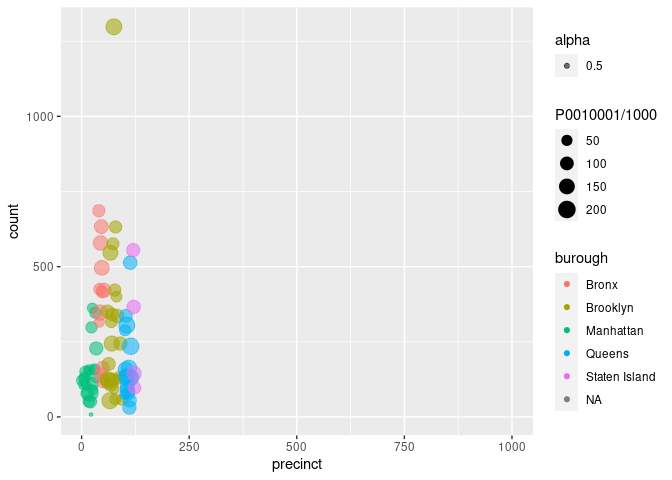 alpha
0.5
P0010001/1000
50
100
150
200
burough
Bronx
Brooklyn
Manhattan
Queens
Staten Island
NA
count
1000
500
0
0
250
500
750
1000
precinct